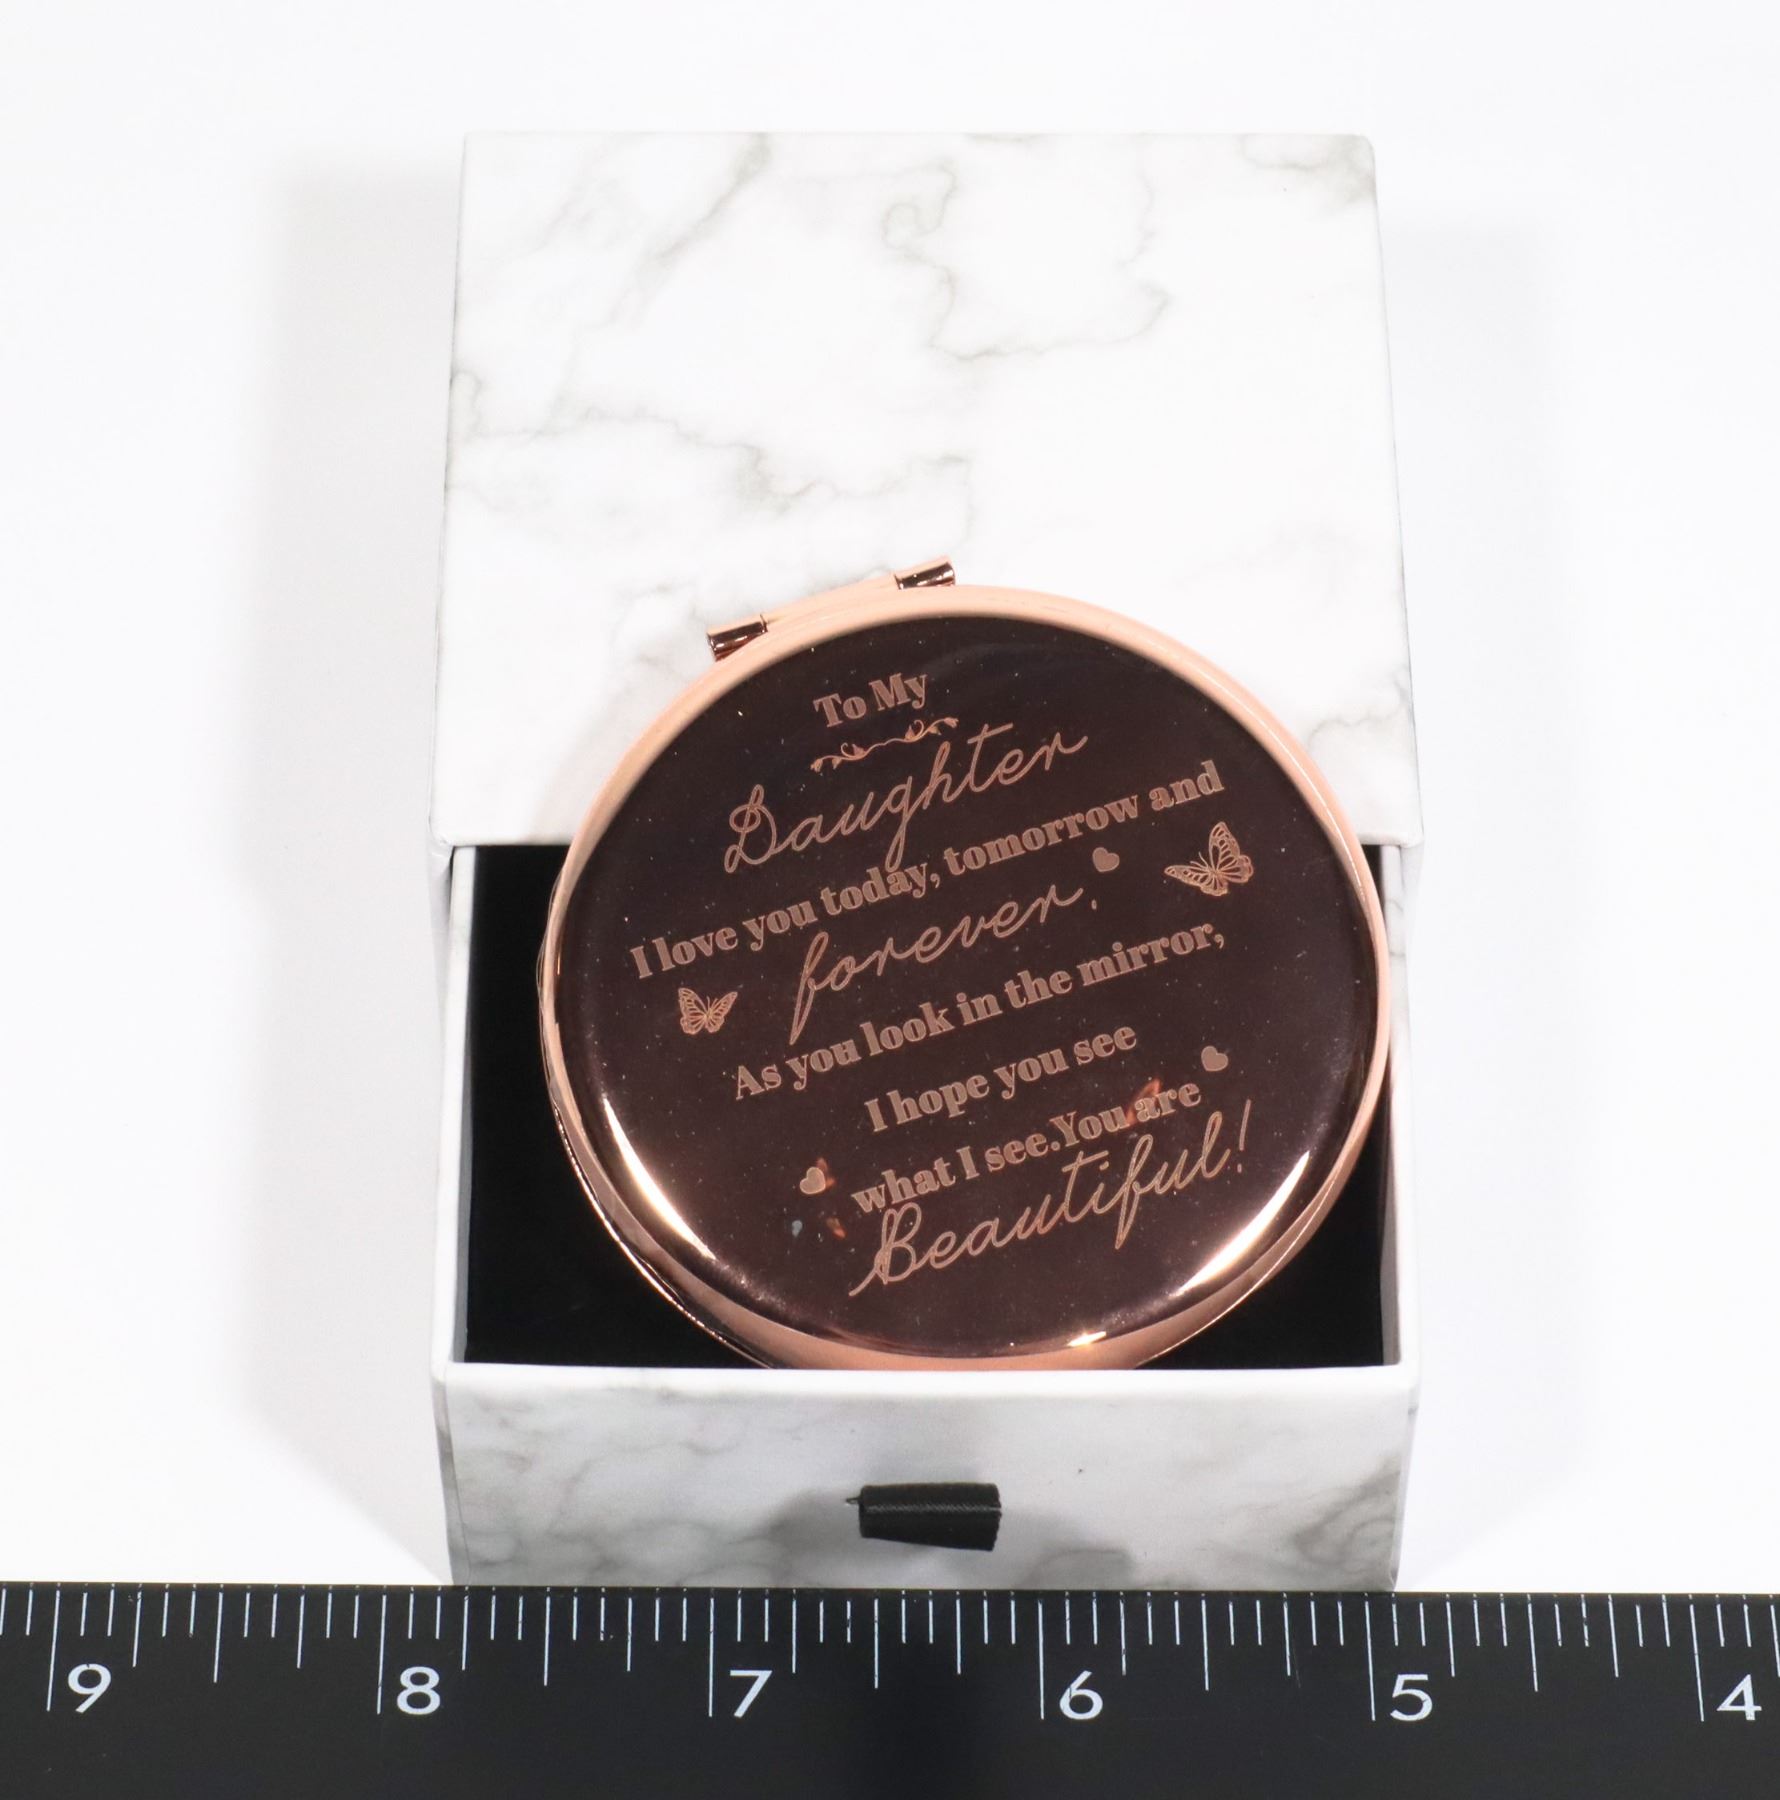 To My
Daughter
I love you today, tomorrow and
forever.
As you look in the mirror,
I hope you see
what I see.You are
Beautiful!
9 8 7 6 5 4